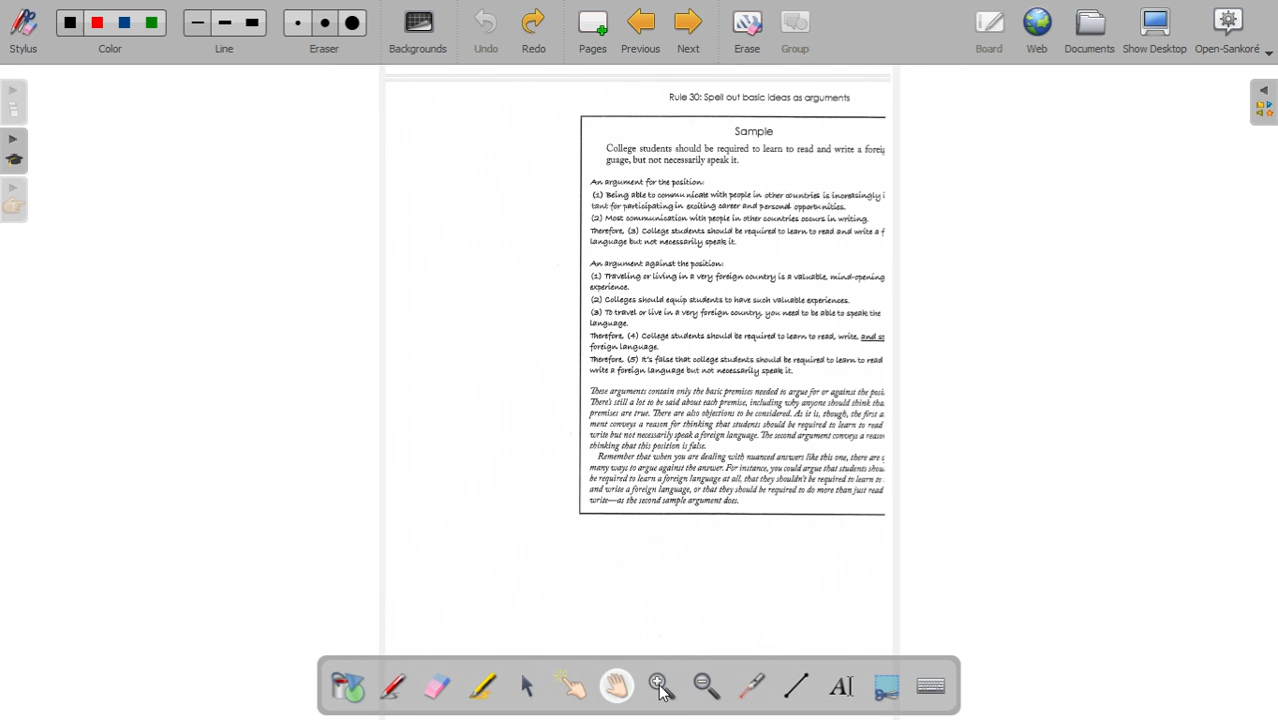 Stylus
Color
Line
Eraser
Backgrounds
Undo
Redo
Pages
Previous
Next
Erase
Group
Board
Web
Documents
Show Desktop
Open-Sankoré
Rule 30: Spell out basic ideas as arguments
Sample
College students should be required to learn to read and write a foreig
guage, but not necessarily speak it.
An argument for the position:
(1) Being able to communicate with people in other countries is increasingly i
tant for participating in exciting career and personal opportunities.
(2) Most communication with people in other countries occurs in writing.
Therefore, (3) College students should be required to learn to read and write a f
language but not necessarily speak it.
An argument against the position:
(1) Traveling or living in a very foreign country is a valuable, mind-opening
experience.
(2) Colleges should equip students to have such valuable experiences.
(3) To travel or live in a very foreign country, you need to be able to speak the
language.
Therefore, (4) College students should be required to learn to read, write, and s
foreign language.
Therefore, (5) It's false that college students should be required to learn to read
write a foreign language but not necessarily speak it.
These arguments contain only the basic premises needed to argue for or against the posi
There's still a lot to be said about each premise, including why anyone should think tha
premises are true. There are also objections to be considered. As it is, though, the first a
ment conveys a reason for thinking that students should be required to learn to read
write but not necessarily speak a foreign language. The second argument conveys a reaso
thinking that this position is false.
Remember that when you are dealing with nuanced answers like this one, there are
many ways to argue against the answer. For instance, you could argue that students shou
be required to learn a foreign language at all, that they shouldn't be required to learn to
and write a foreign language, or that they should be required to do more than just read
write—as the second sample argument does.